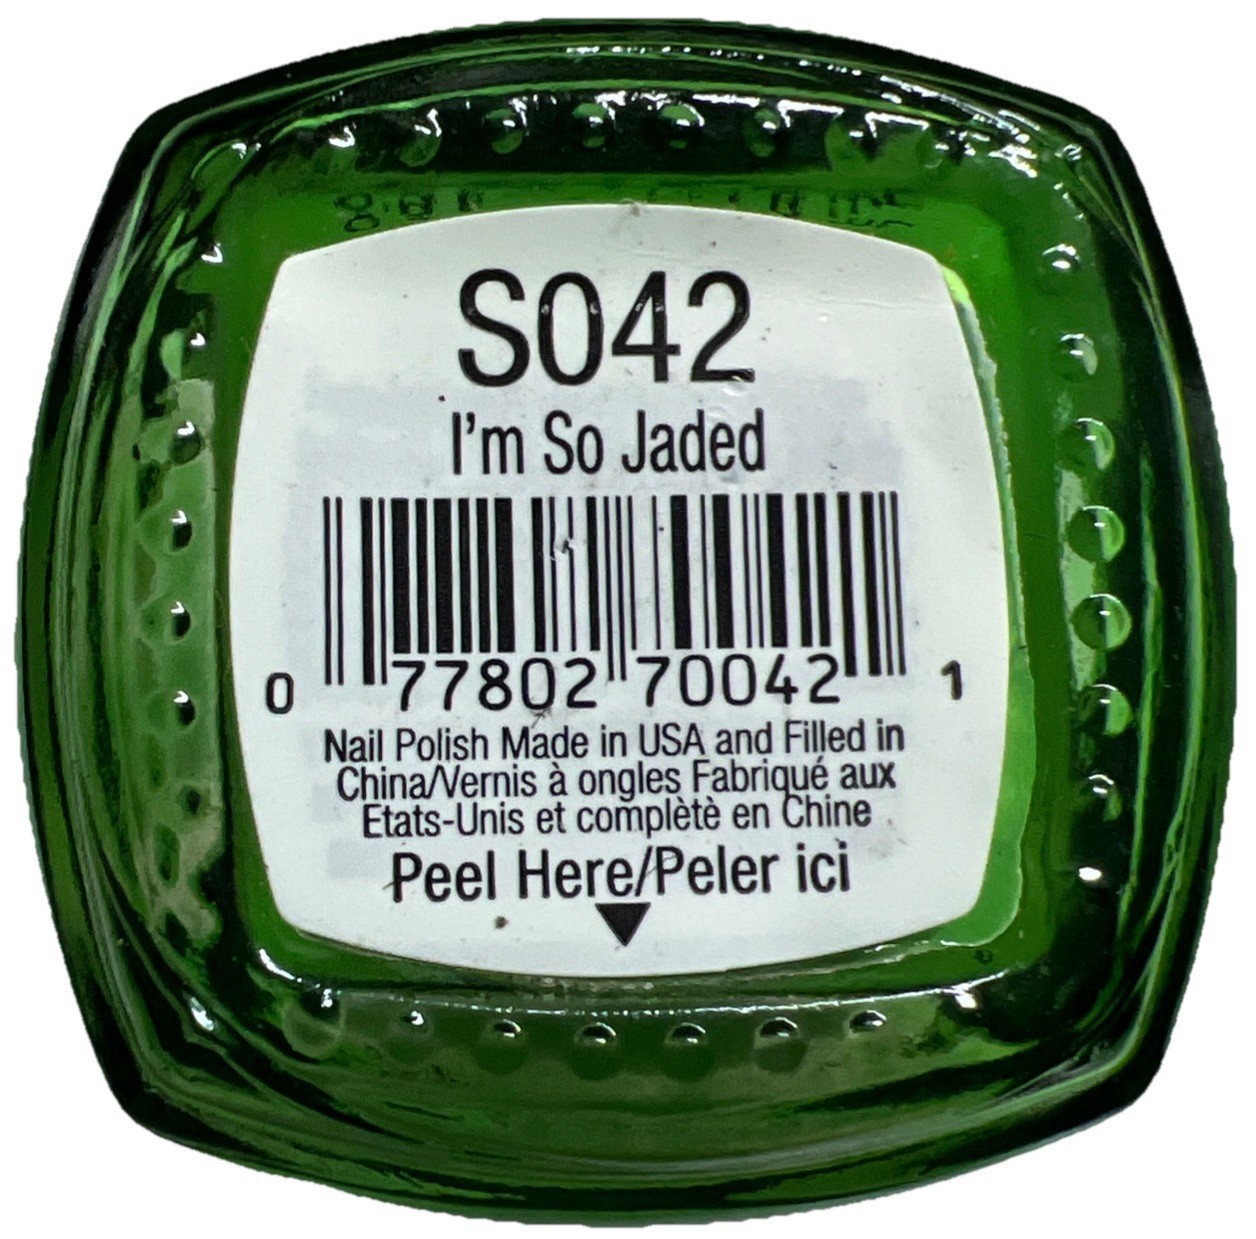 S042
I'm So Jaded
0 77802 70042 1
Nail Polish Made in USA and Filled in
China/Vernis à ongles Fabriqué aux
Etats-Unis et complètè en Chine
Peel Here/Peler ici